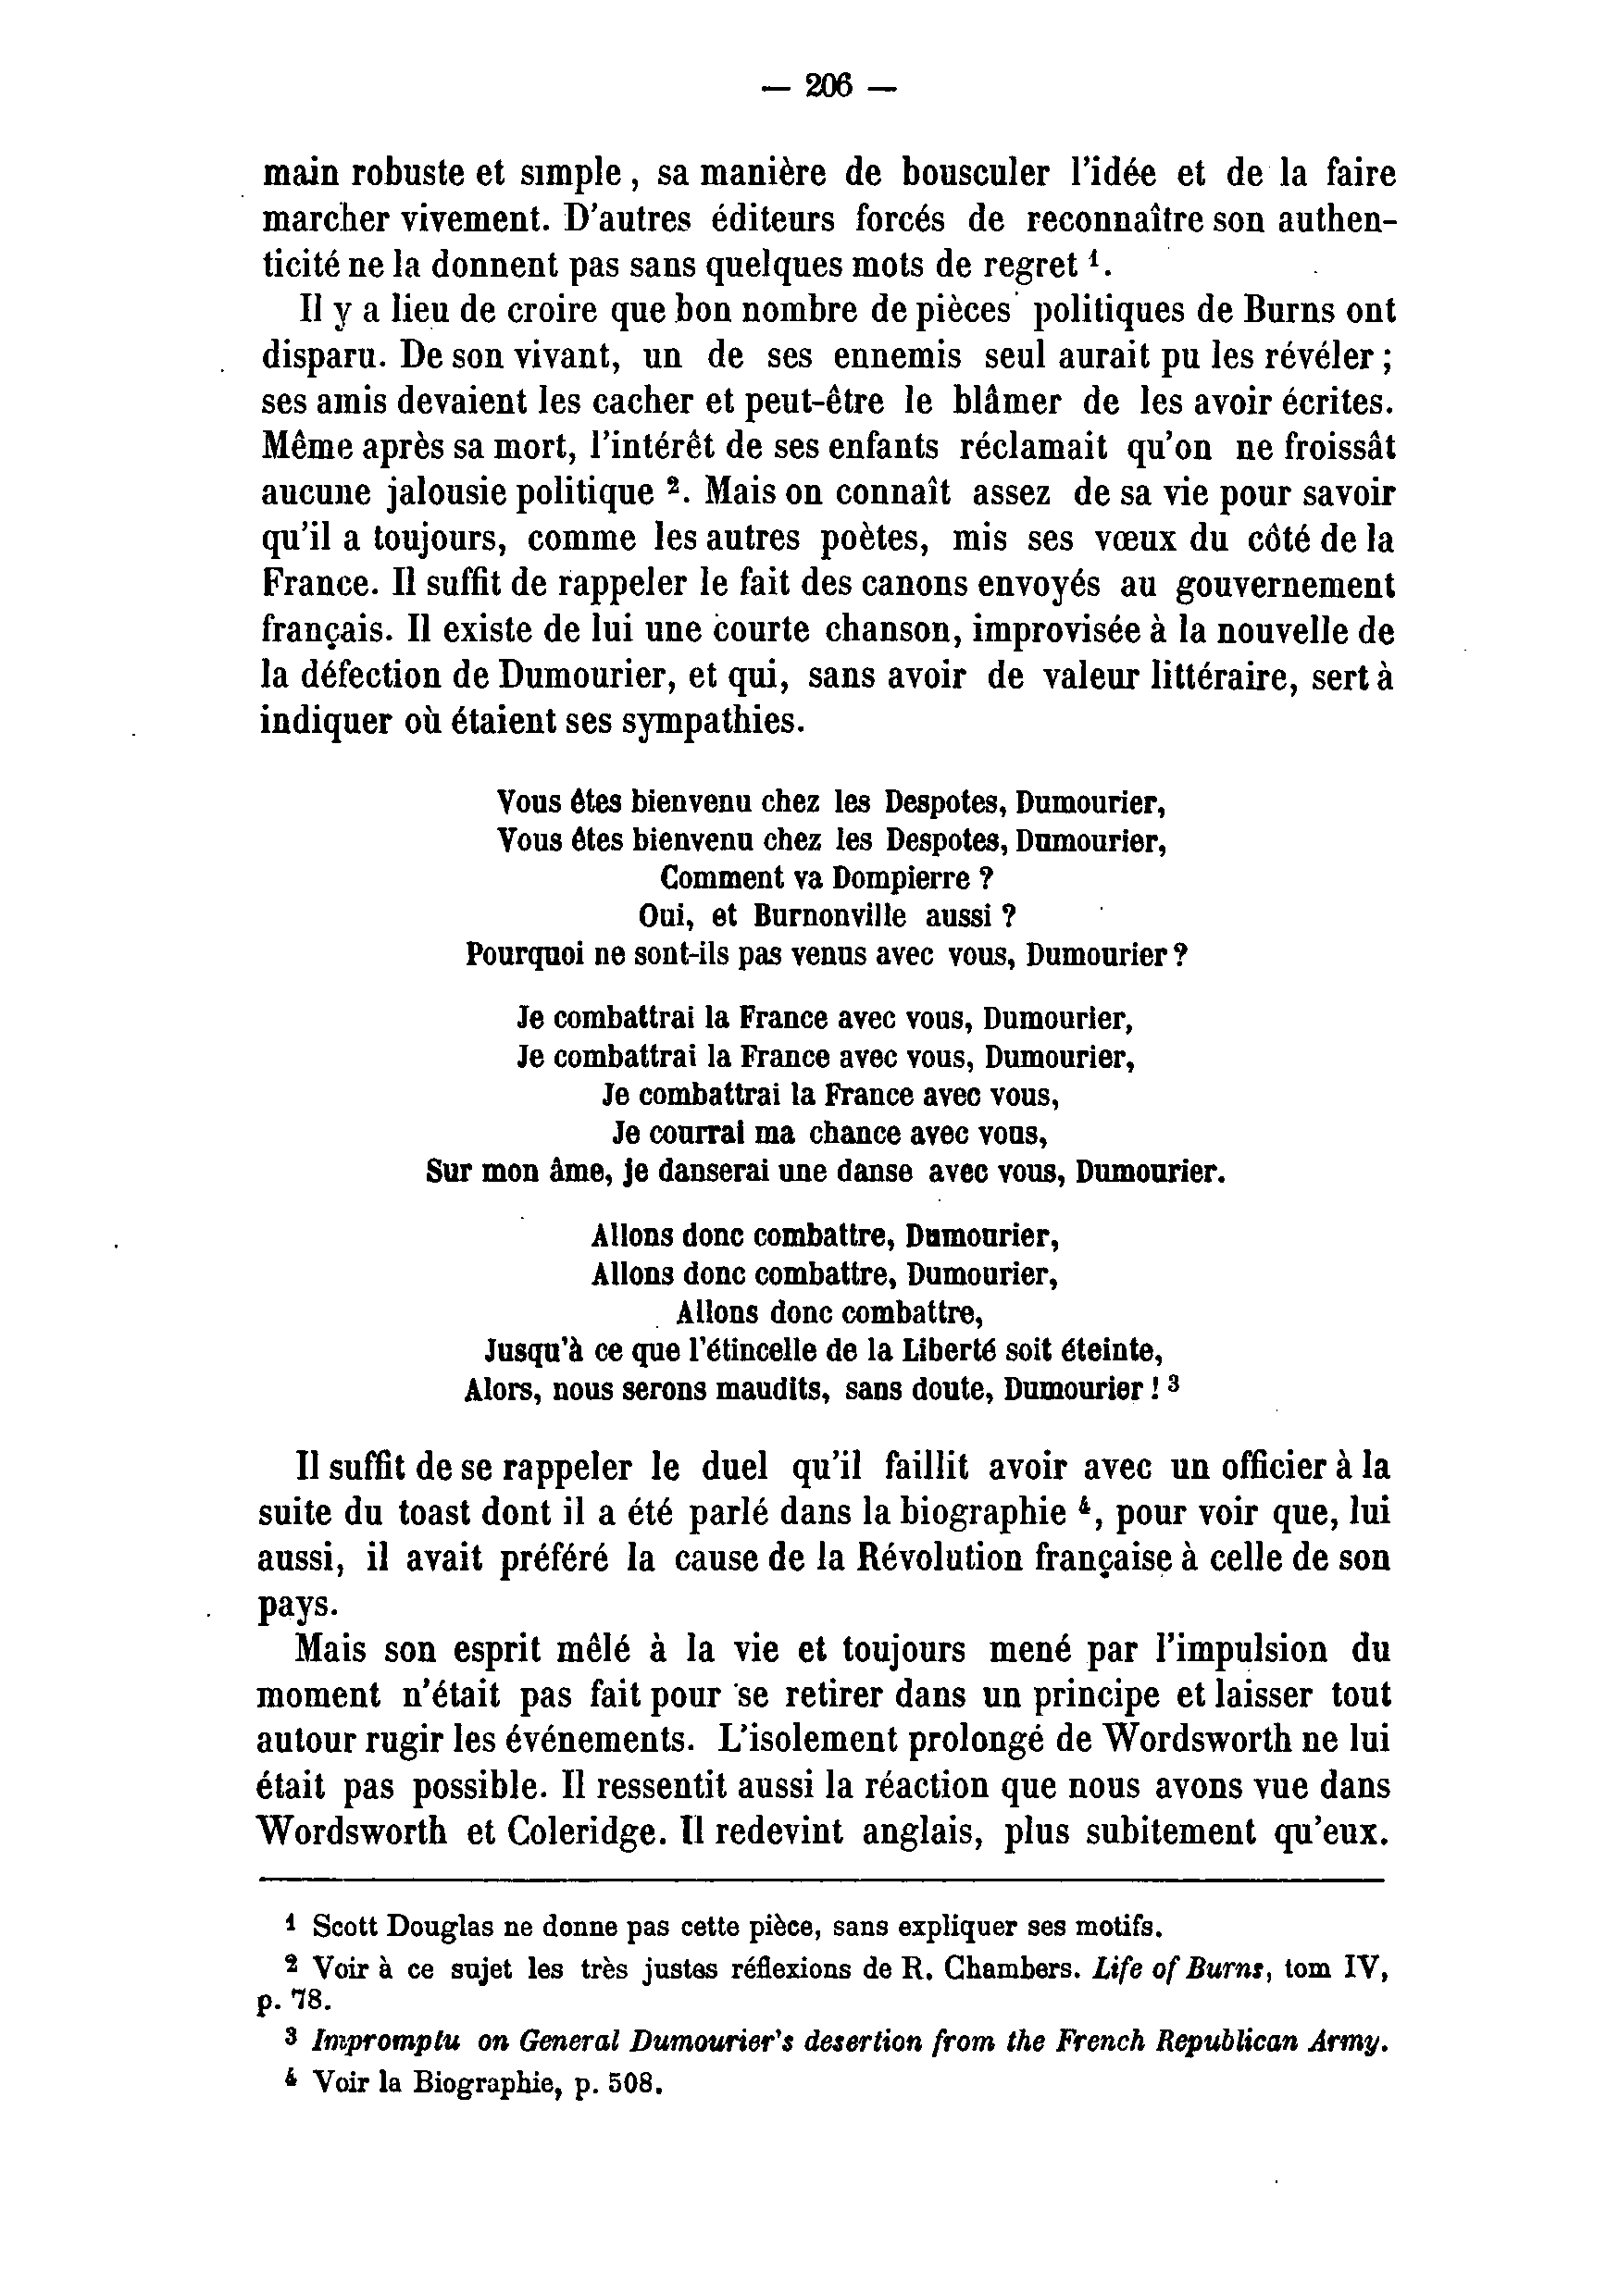 — 206 —
main robuste et simple, sa manière de bousculer l'idée et de la faire
marcher vivement. D'autres éditeurs forcés de reconnaître son authen-
ticité ne la donnent pas sans quelques mots de regret ¹.
Il y a lieu de croire que bon nombre de pièces politiques de Burns ont
disparu. De son vivant, un de ses ennemis seul aurait pu les révéler ;
ses amis devaient les cacher et peut-être le blâmer de les avoir écrites.
Même après sa mort, l'intérêt de ses enfants réclamait qu'on ne froissât
aucune jalousie politique ². Mais on connaît assez de sa vie pour savoir
qu'il a toujours, comme les autres poètes, mis ses vœux du côté de la
France. Il suffit de rappeler le fait des canons envoyés au gouvernement
français. Il existe de lui une courte chanson, improvisée à la nouvelle de
la défection de Dumourier, et qui, sans avoir de valeur littéraire, sert à
indiquer où étaient ses sympathies.
Vous êtes bienvenu chez les Despotes, Dumourier,
Vous êtes bienvenu chez les Despotes, Dumourier,
Comment va Dompierre ?
Oui, et Burnonville aussi ?
Pourquoi ne sont-ils pas venus avec vous, Dumourier ?
Je combattrai la France avec vous, Dumourier,
Je combattrai la France avec vous, Dumourier,
Je combattrai la France avec vous,
Je courrai ma chance avec vous,
Sur mon âme, je danserai une danse avec vous, Dumourier.
Allons donc combattre, Dumourier,
Allons donc combattre, Dumourier,
Allons donc combattre,
Jusqu'à ce que l'étincelle de la Liberté soit éteinte,
Alors, nous serons maudits, sans doute, Dumourier ! ³
Il suffit de se rappeler le duel qu'il faillit avoir avec un officier à la
suite du toast dont il a été parlé dans la biographie ⁴, pour voir que, lui
aussi, il avait préféré la cause de la Révolution française à celle de son
pays.
Mais son esprit mêlé à la vie et toujours mené par l'impulsion du
moment n'était pas fait pour se retirer dans un principe et laisser tout
autour rugir les événements. L'isolement prolongé de Wordsworth ne lui
était pas possible. Il ressentit aussi la réaction que nous avons vue dans
Wordsworth et Coleridge. Il redevint anglais, plus subitement qu'eux.
¹ Scott Douglas ne donne pas cette pièce, sans expliquer ses motifs.
² Voir à ce sujet les très justes réflexions de R. Chambers. Life of Burns, tom IV,
p. 78.
³ Impromptu on General Dumourier's desertion from the French Republican Army.
⁴ Voir la Biographie, p. 508.